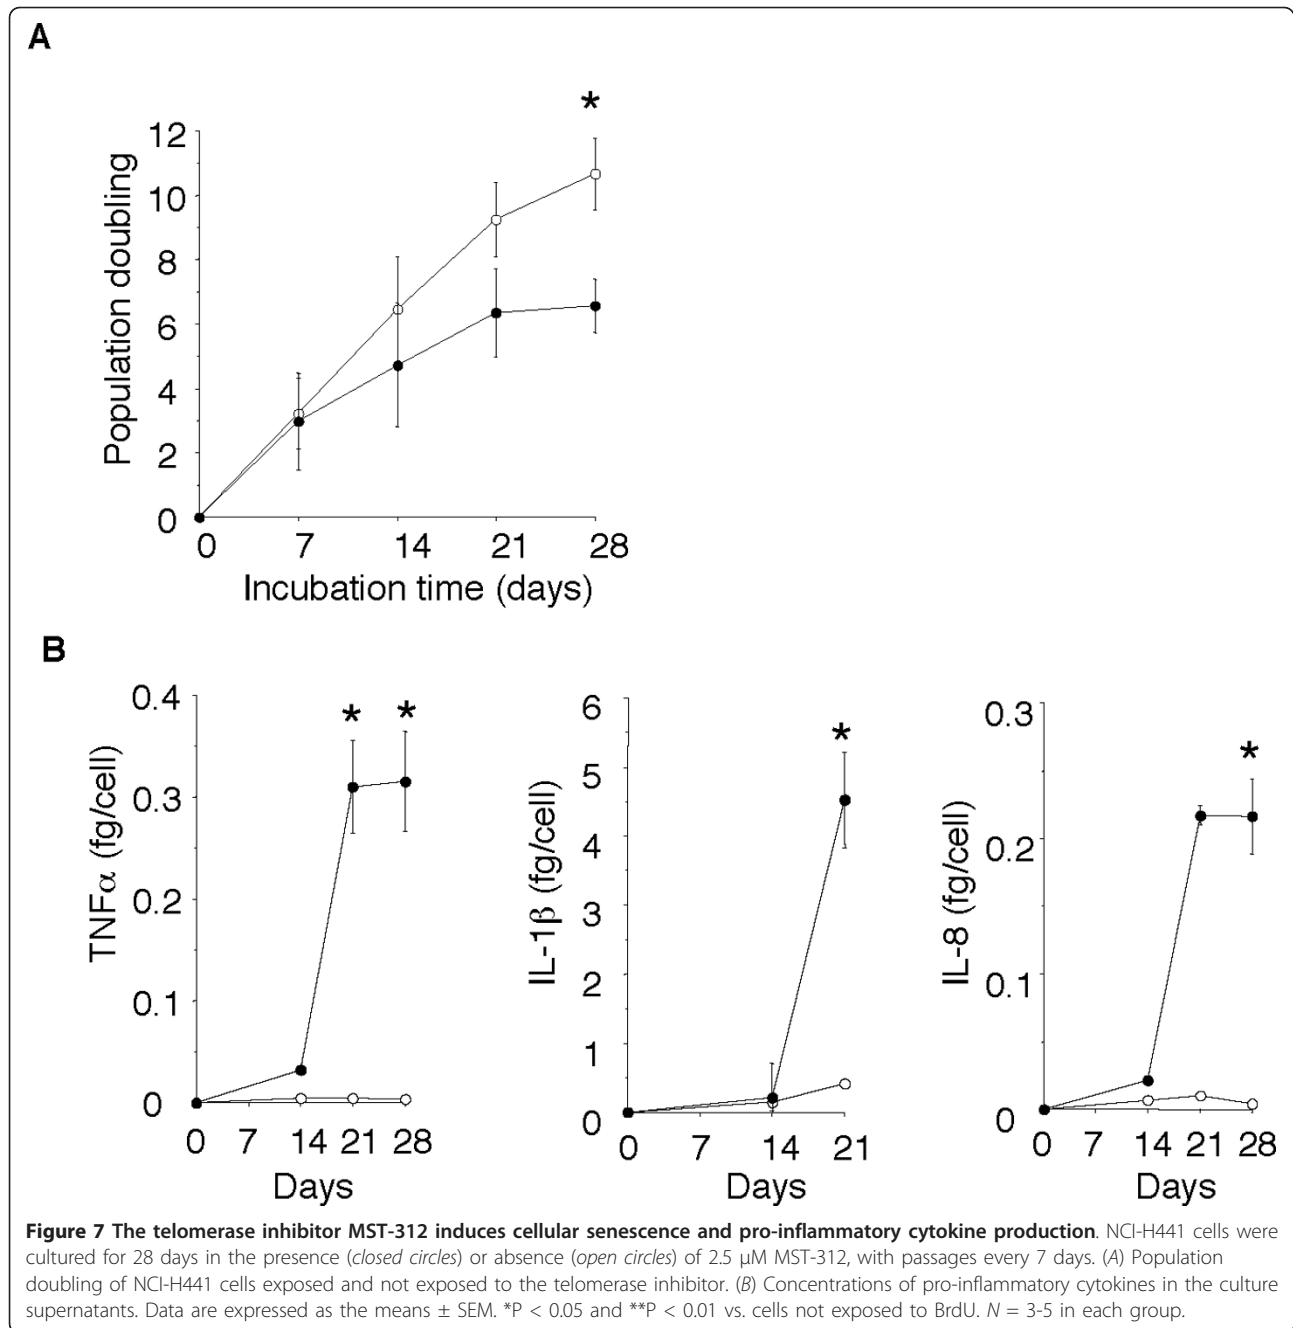 A
*
12
10
8
6
4
2
0
Population doubling
0 7 14 21 28
Incubation time (days)
B
* *
0.4
0.3
0.2
0.1
0
TNFα (fg/cell)
0 7 14 21 28
Days
*
6
5
4
3
2
1
0
IL-1β (fg/cell)
0 7 14 21
Days
*
0.3
0.2
0.1
0
IL-8 (fg/cell)
0 7 14 21 28
Days
Figure 7 The telomerase inhibitor MST-312 induces cellular senescence and pro-inflammatory cytokine production. NCI-H441 cells were
cultured for 28 days in the presence (closed circles) or absence (open circles) of 2.5 μM MST-312, with passages every 7 days. (A) Population
doubling of NCI-H441 cells exposed and not exposed to the telomerase inhibitor. (B) Concentrations of pro-inflammatory cytokines in the culture
supernatants. Data are expressed as the means ± SEM. *P < 0.05 and **P < 0.01 vs. cells not exposed to BrdU. N = 3-5 in each group.